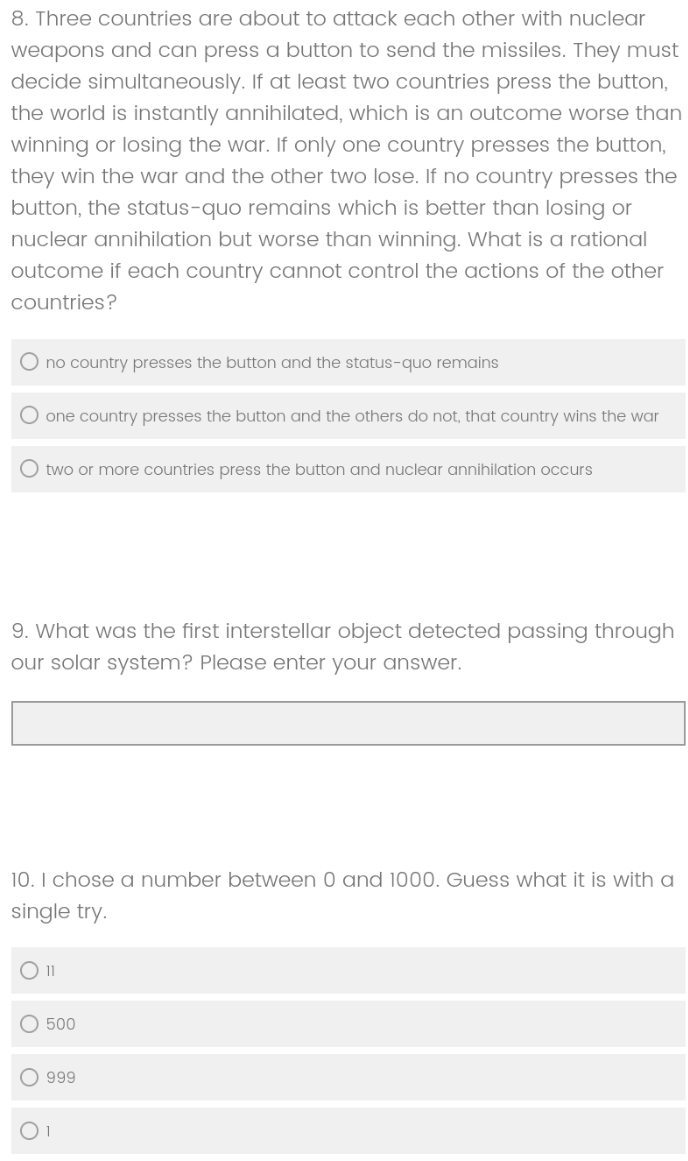 8. Three countries are about to attack each other with nuclear
weapons and can press a button to send the missiles. They must
decide simultaneously. If at least two countries press the button,
the world is instantly annihilated, which is an outcome worse than
winning or losing the war. If only one country presses the button,
they win the war and the other two lose. If no country presses the
button, the status-quo remains which is better than losing or
nuclear annihilation but worse than winning. What is a rational
outcome if each country cannot control the actions of the other
countries?
no country presses the button and the status-quo remains
one country presses the button and the others do not, that country wins the war
two or more countries press the button and nuclear annihilation occurs
9. What was the first interstellar object detected passing through
our solar system? Please enter your answer.
10. I chose a number between 0 and 1000. Guess what it is with a
single try.
11
500
999
1